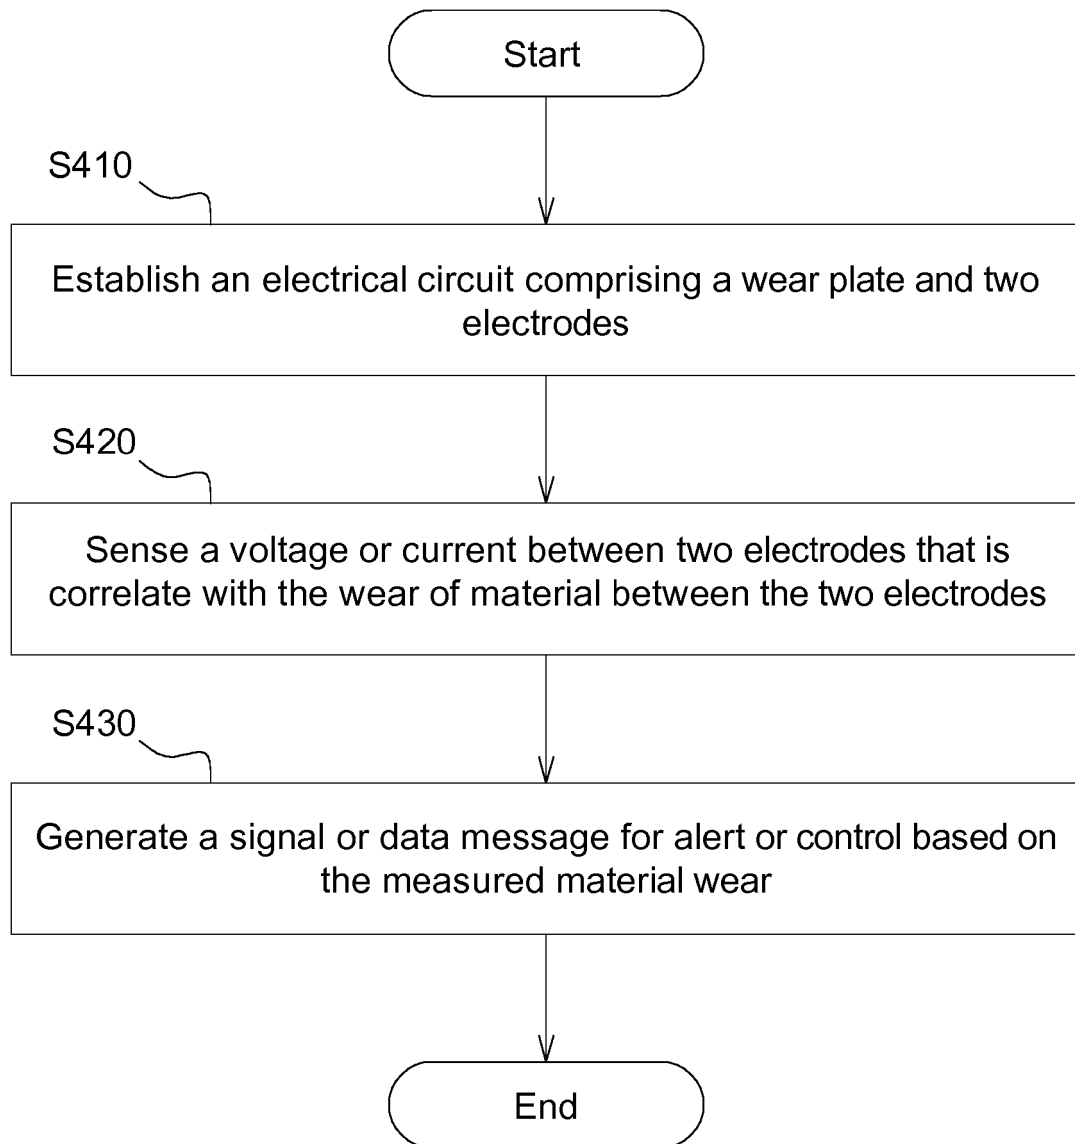 Start
S410
Establish an electrical circuit comprising a wear plate and two
electrodes
S420
Sense a voltage or current between two electrodes that is
correlate with the wear of material between the two electrodes
S430
Generate a signal or data message for alert or control based on
the measured material wear
End